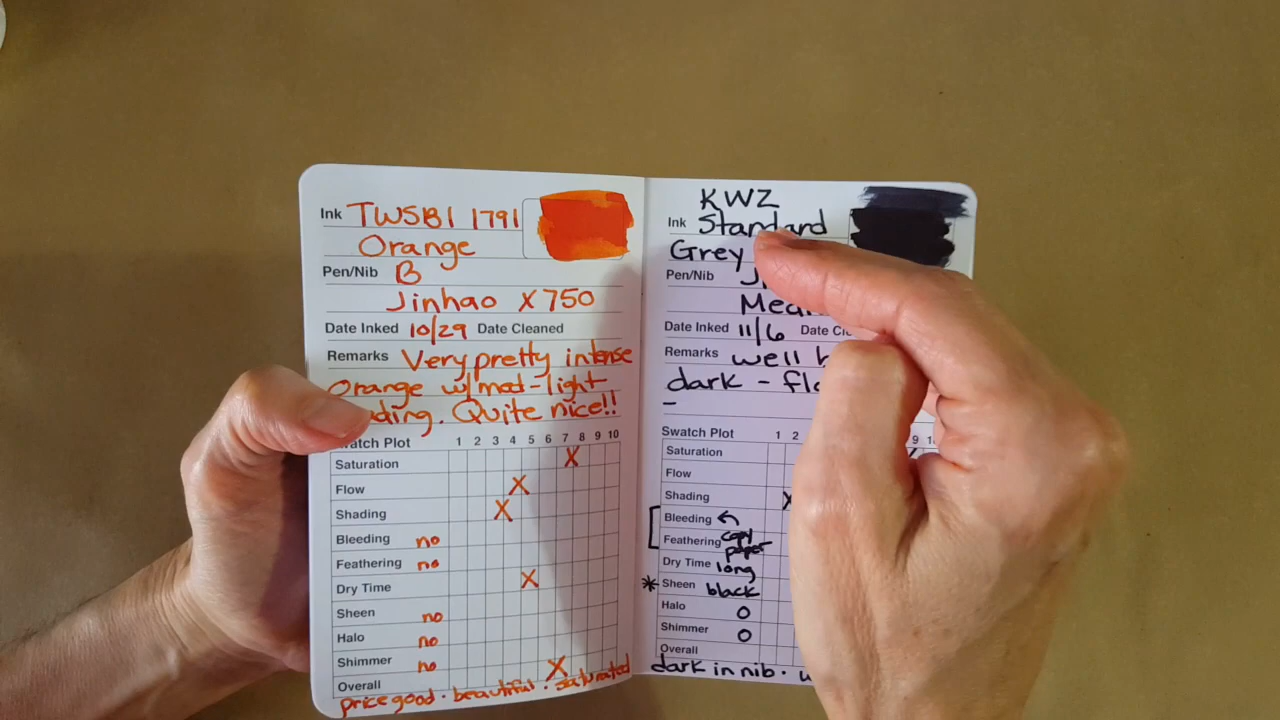 Ink TWSBI 1791
Orange
Pen/Nib B
Jinhao X750
Date Inked 10/29 Date Cleaned
Remarks Very pretty intense
Orange w/med-light
Quite nice!!
Swatch Plot 1 2 3 4 5 6 7 8 9 10
Saturation X
Flow X
Shading X
Bleeding no
Feathering no
Dry Time X
Sheen no
Halo no
Shimmer no
Overall X
price good · beautiful · saturated
KWZ
Ink Standard
Grey
Pen/Nib
Date Inked 11/6
Remarks well
dark -
-
Swatch Plot 1 2 9
Saturation
Flow
Shading X
Bleeding
Feathering copy
paper
Dry Time long
* Sheen black
Halo 0
Shimmer 0
Overall
dark in nib ·